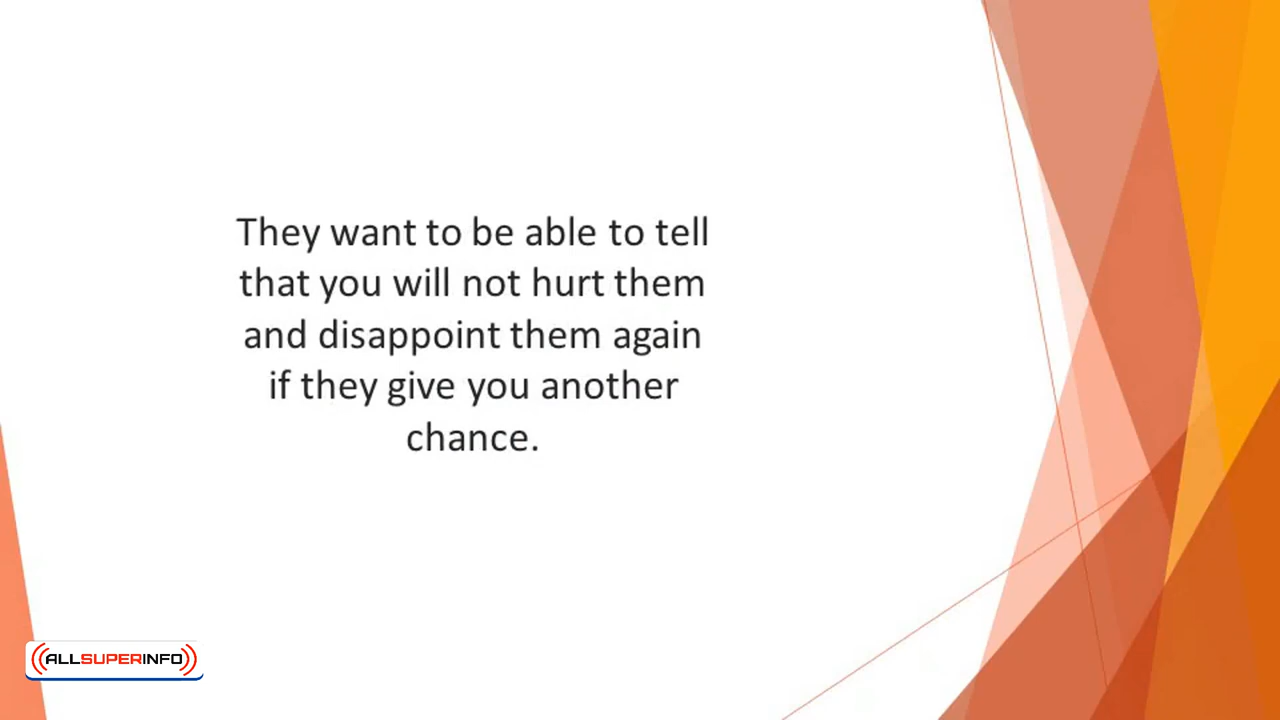 They want to be able to tell
that you will not hurt them
and disappoint them again
if they give you another
chance.
ALLSUPERINFO